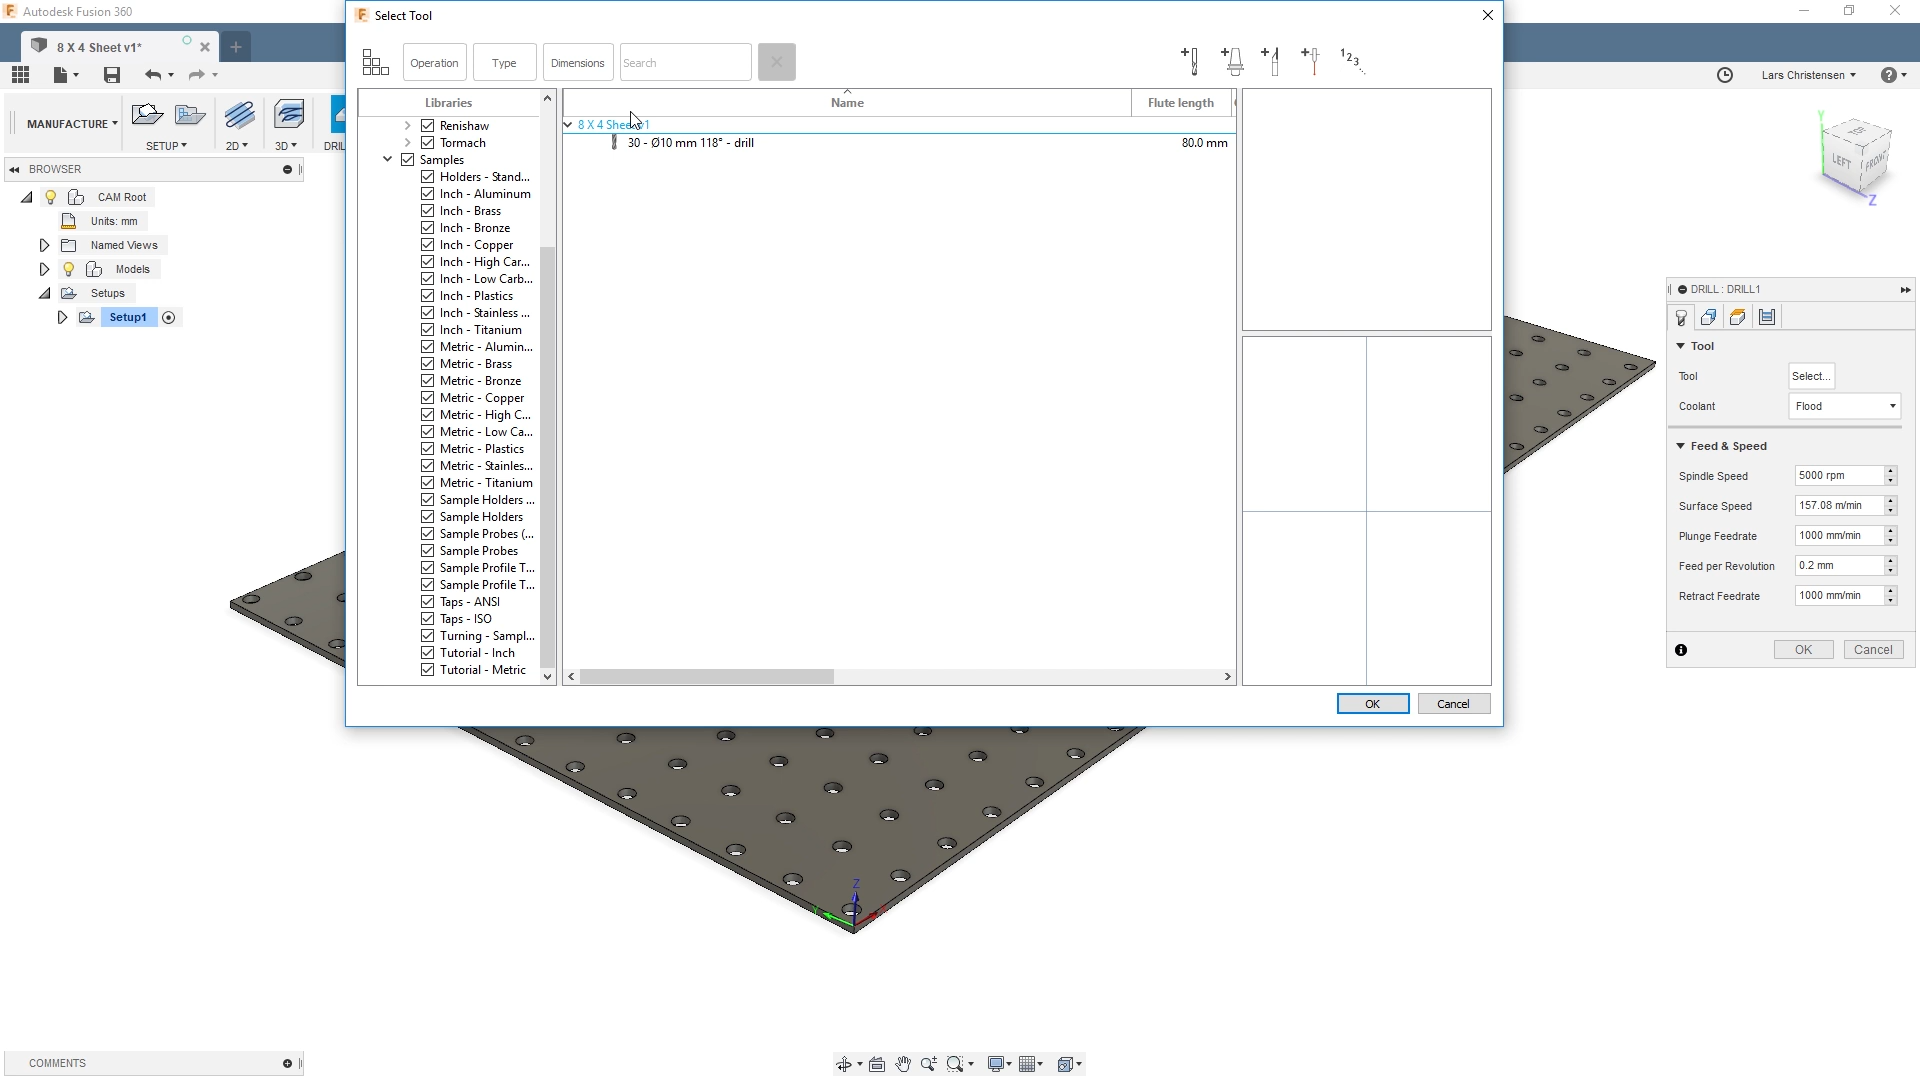 Autodesk Fusion 360
Select Tool
8 X 4 Sheet v1*
Operation
Type
Dimensions
Search
Lars Christensen
MANUFACTURE
SETUP
2D
3D
DRIL
BROWSER
CAM Root
Units: mm
Named Views
Models
Setups
Setup1
Libraries
Renishaw
Tormach
Samples
Holders - Stand...
Inch - Aluminum
Inch - Brass
Inch - Bronze
Inch - Copper
Inch - High Car...
Inch - Low Carb...
Inch - Plastics
Inch - Stainless ...
Inch - Titanium
Metric - Alumin...
Metric - Brass
Metric - Bronze
Metric - Copper
Metric - High C...
Metric - Low Ca...
Metric - Plastics
Metric - Stainles...
Metric - Titanium
Sample Holders ...
Sample Holders
Sample Probes (...
Sample Probes
Sample Profile T...
Sample Profile T...
Taps - ANSI
Taps - ISO
Turning - Sampl...
Tutorial - Inch
Tutorial - Metric
Name
Flute length
8 X 4 Sheet v1
30 - Ø10 mm 118° - drill
80.0 mm
OK
Cancel
LEFT
FRONT
Y
Z
DRILL : DRILL1
Tool
Tool
Select...
Coolant
Flood
Feed & Speed
Spindle Speed
5000 rpm
Surface Speed
157.08 m/min
Plunge Feedrate
1000 mm/min
Feed per Revolution
0.2 mm
Retract Feedrate
1000 mm/min
OK
Cancel
Z
Y
COMMENTS